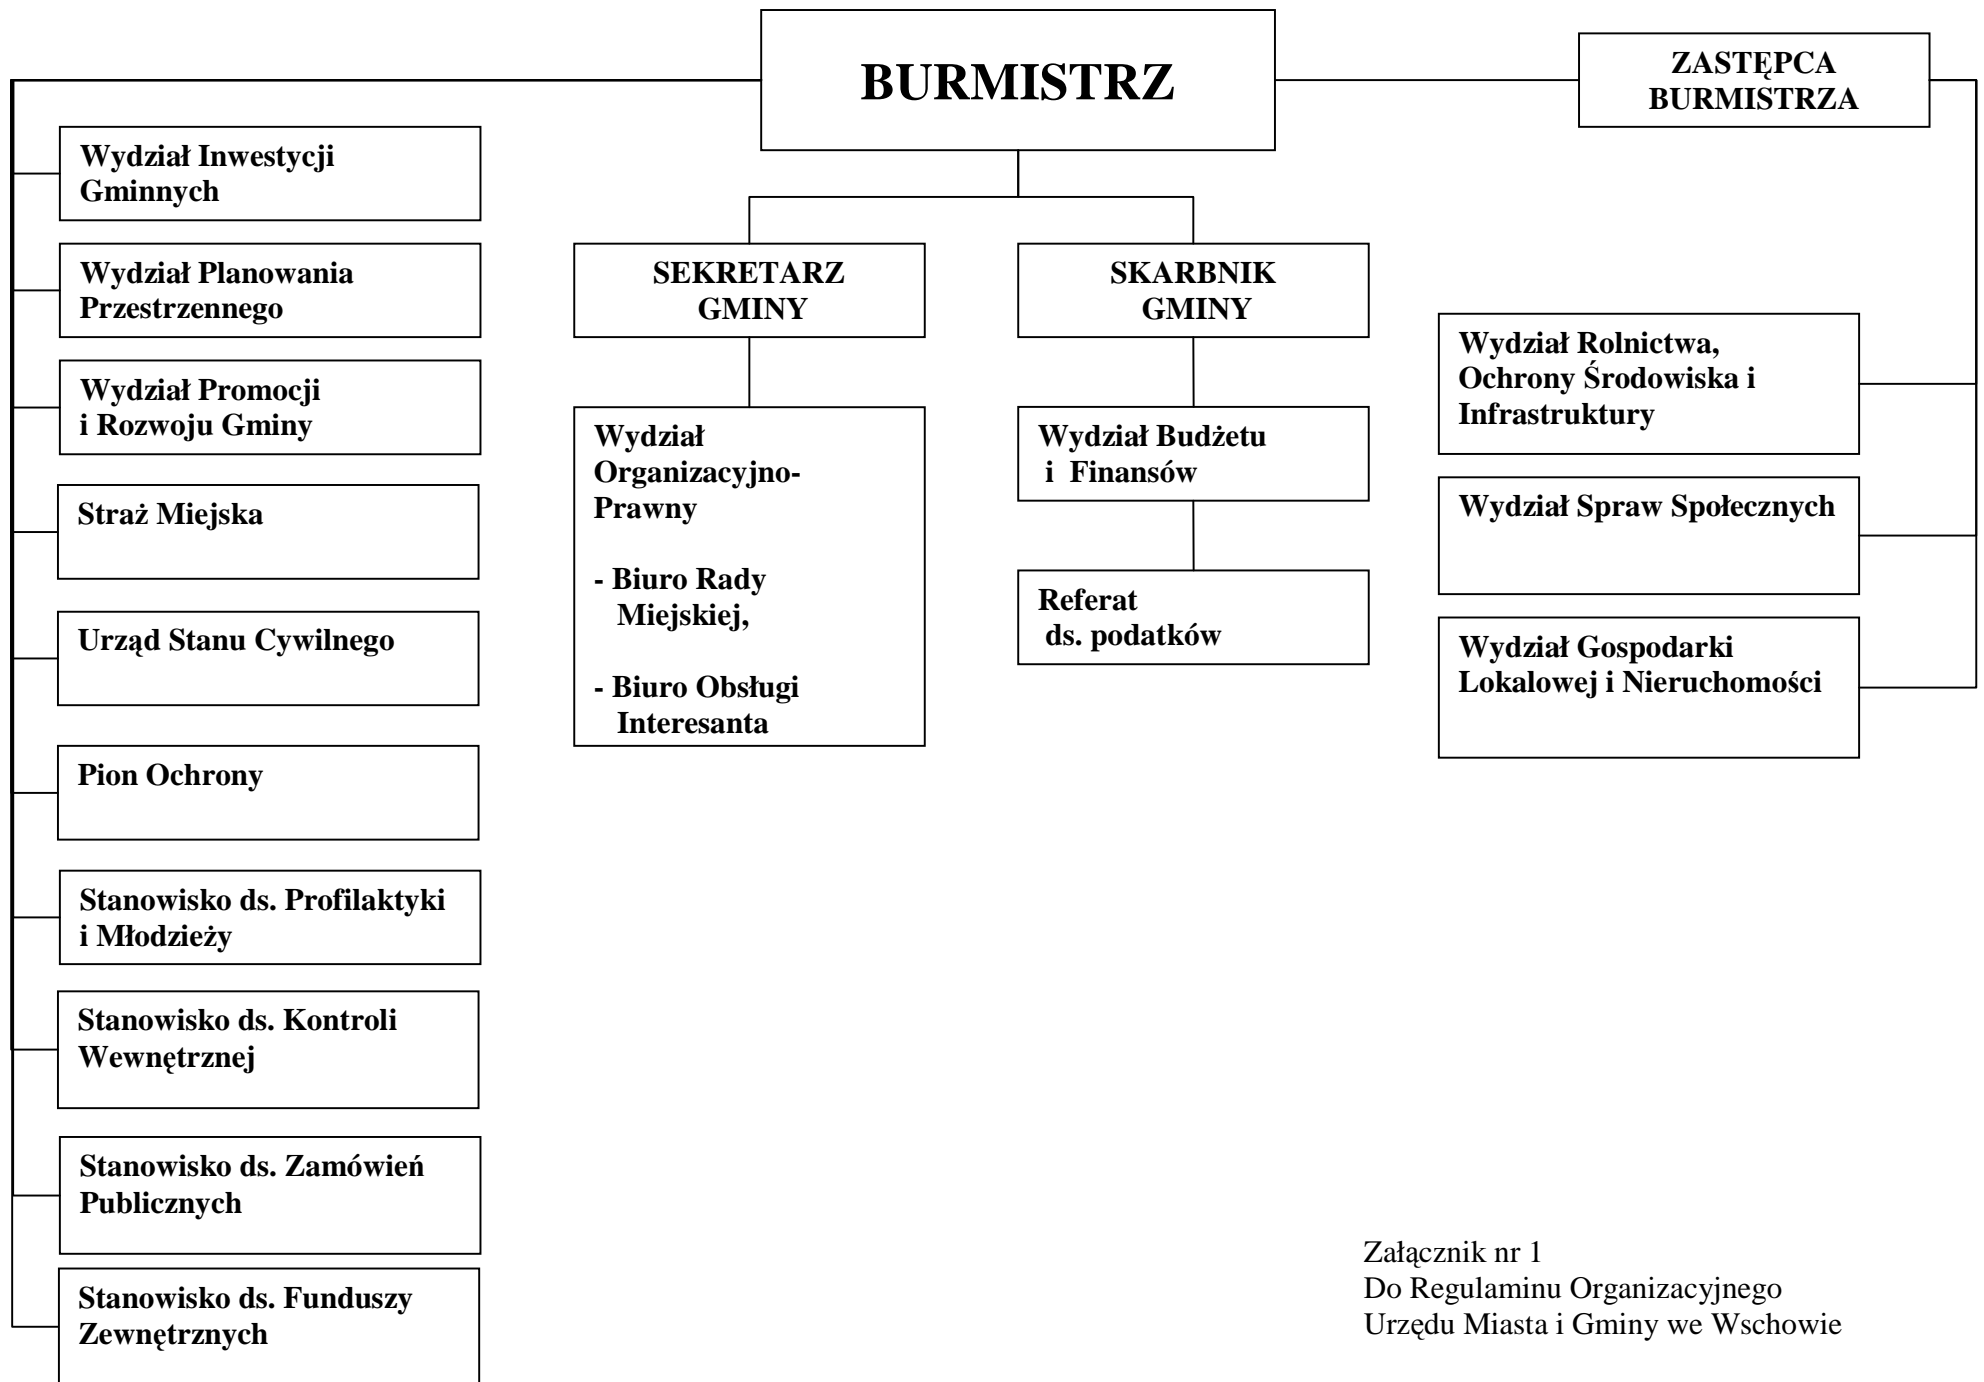 BURMISTRZ
ZASTĘPCA
BURMISTRZA
Wydział Inwestycji
Gminnych
Wydział Planowania
Przestrzennego
Wydział Promocji
i Rozwoju Gminy
Straż Miejska
Urząd Stanu Cywilnego
Pion Ochrony
Stanowisko ds. Profilaktyki
i Młodzieży
Stanowisko ds. Kontroli
Wewnętrznej
Stanowisko ds. Zamówień
Publicznych
Stanowisko ds. Funduszy
Zewnętrznych
SEKRETARZ
GMINY
Wydział
Organizacyjno-
Prawny
- Biuro Rady
Miejskiej,
- Biuro Obsługi
Interesanta
SKARBNIK
GMINY
Wydział Budżetu
i Finansów
Referat
ds. podatków
Wydział Rolnictwa,
Ochrony Środowiska i
Infrastruktury
Wydział Spraw Społecznych
Wydział Gospodarki
Lokalowej i Nieruchomości
Załącznik nr 1
Do Regulaminu Organizacyjnego
Urzędu Miasta i Gminy we Wschowie